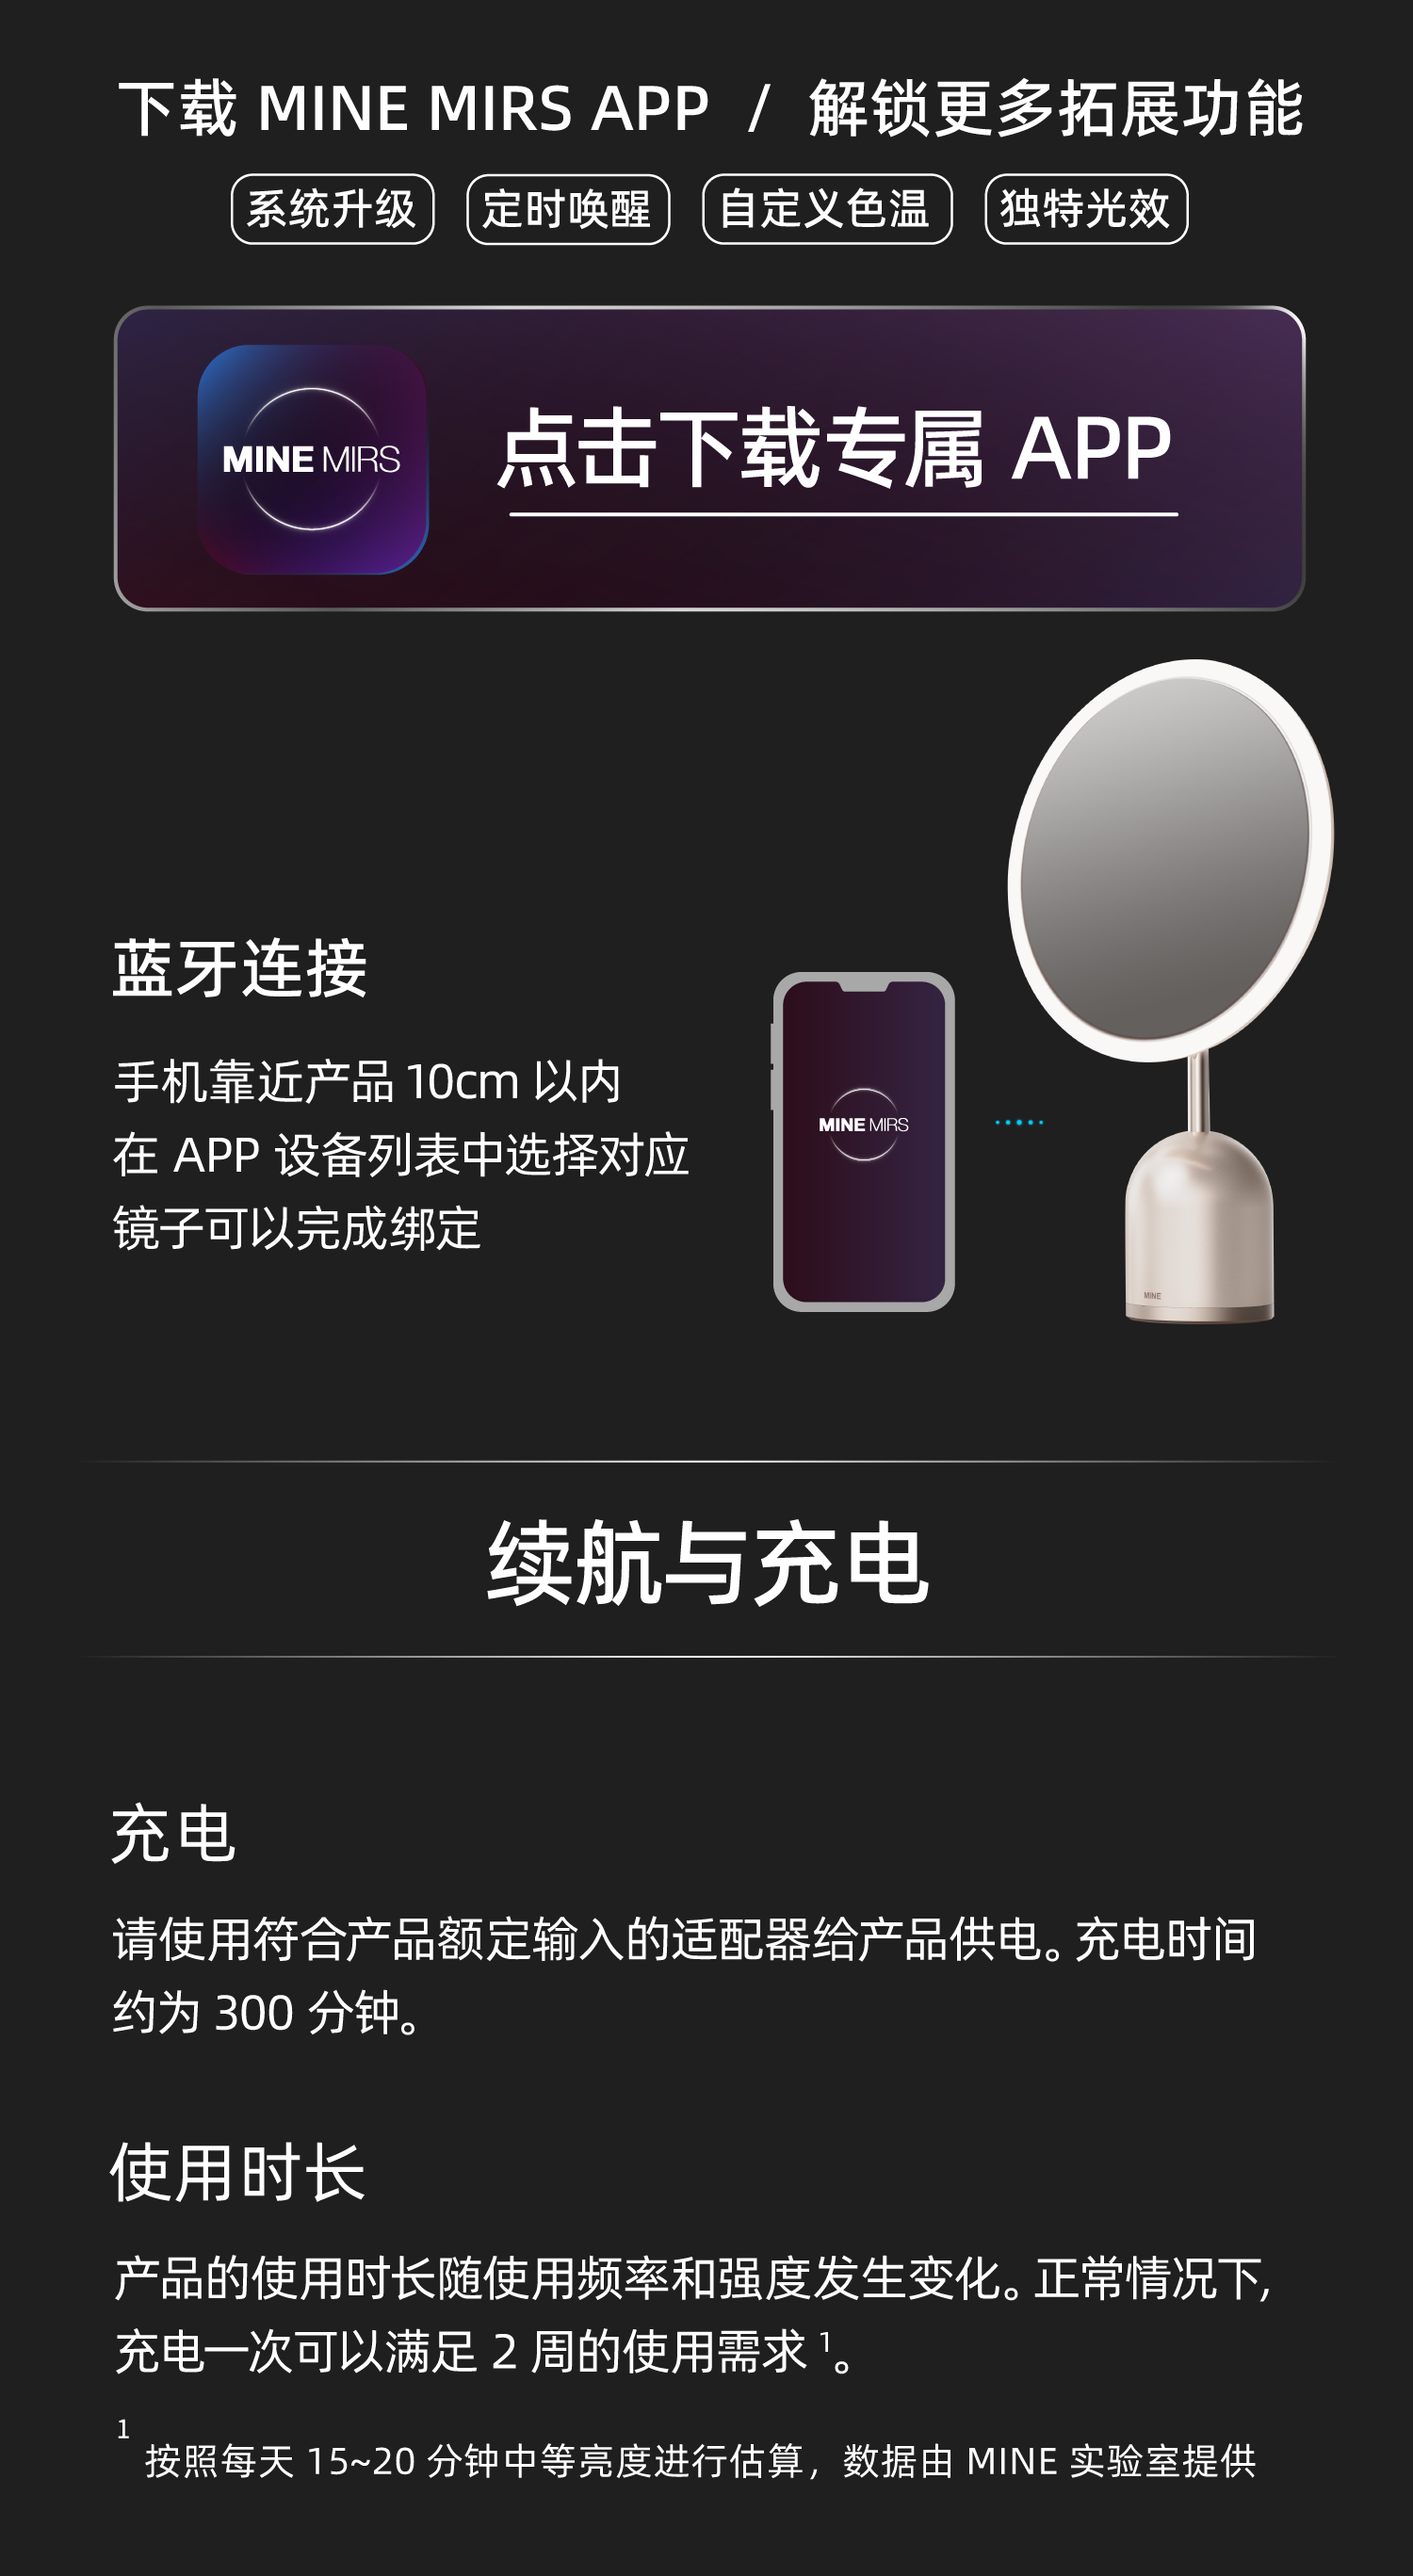 下载 MINE MIRS APP / 解锁更多拓展功能
系统升级 定时唤醒 自定义色温 独特光效
MINE MIRS
点击下载专属 APP
蓝牙连接
手机靠近产品 10cm 以内
在 APP 设备列表中选择对应
镜子可以完成绑定
MINE MIRS
MINE
续航与充电
充电
请使用符合产品额定输入的适配器给产品供电。充电时间
约为 300 分钟。
使用时长
产品的使用时长随使用频率和强度发生变化。正常情况下,
充电一次可以满足 2 周的使用需求 ¹。
¹ 按照每天 15~20 分钟中等亮度进行估算，数据由 MINE 实验室提供